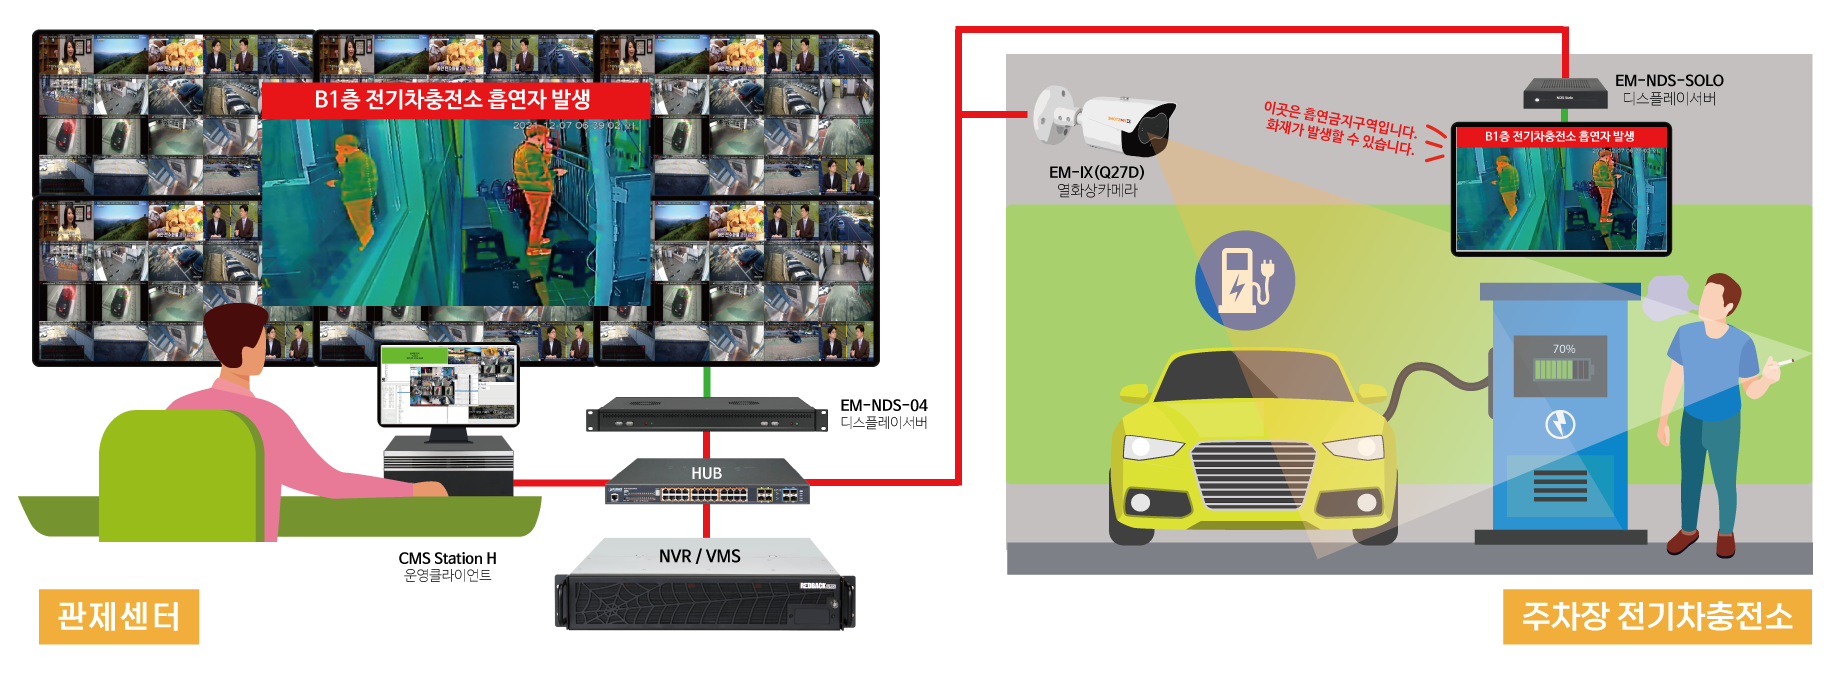 B1층 전기차충전소 흡연자 발생
2021-12-07 06:39:02
EM-NDS-04
디스플레이서버
HUB
NVR / VMS
REDBACK
CMS Station H
운영클라이언트
관제센터
EM-IX(Q27D)
열화상카메라
이곳은 흡연금지구역입니다.
화재가 발생할 수 있습니다.
EM-NDS-SOLO
디스플레이서버
NDS Solo
B1층 전기차충전소 흡연자 발생
70%
주차장 전기차충전소